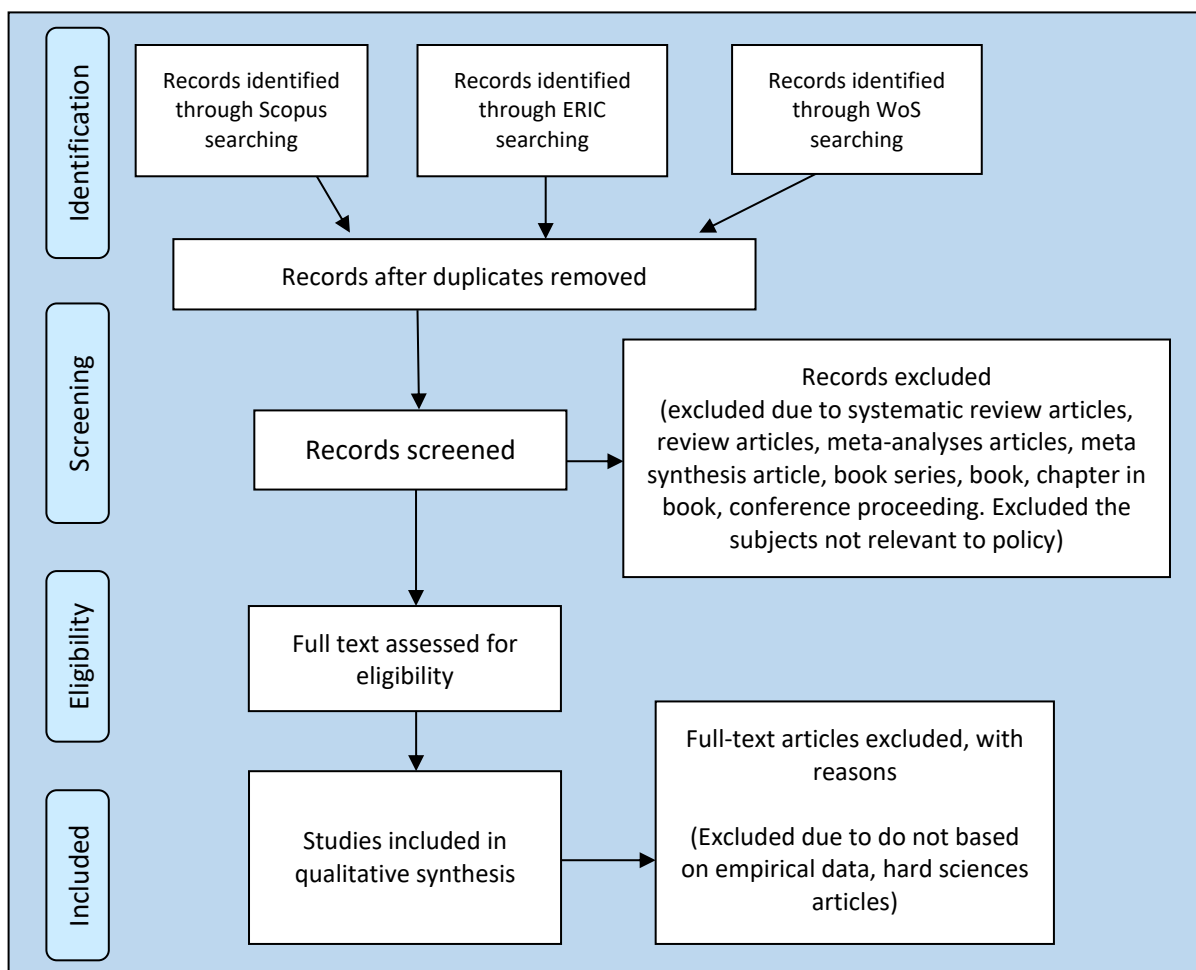 Identification
Records identified
through Scopus
searching
Records identified
through ERIC
searching
Records identified
through WoS
searching
Records after duplicates removed
Screening
Records screened
Records excluded
(excluded due to systematic review articles,
review articles, meta-analyses articles, meta
synthesis article, book series, book, chapter in
book, conference proceeding. Excluded the
subjects not relevant to policy)
Eligibility
Full text assessed for
eligibility
Included
Studies included in
qualitative synthesis
Full-text articles excluded, with
reasons
(Excluded due to do not based
on empirical data, hard sciences
articles)